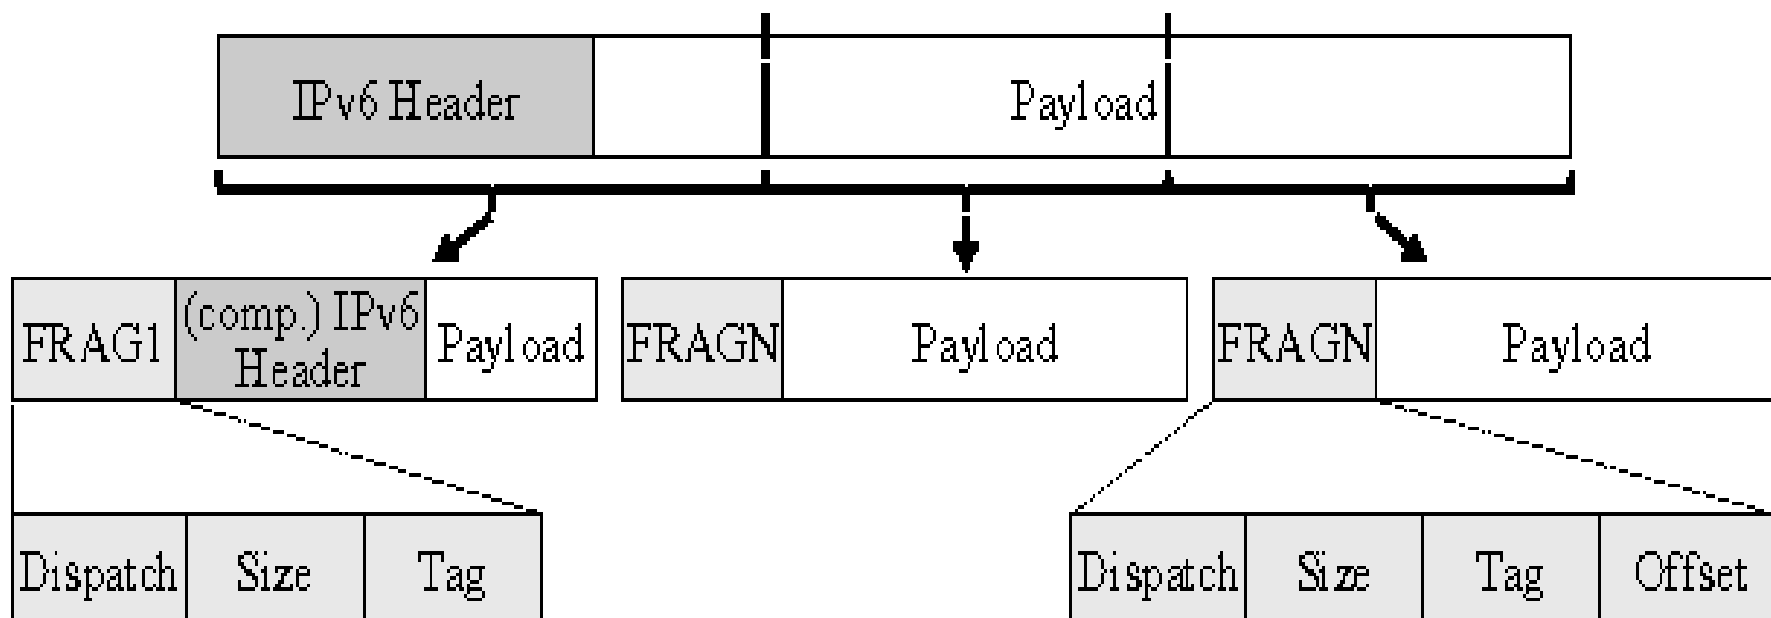 IPv6 Header
Payload
FRAG1
(comp.) IPv6
Header
Payload
FRAGN
Payload
FRAGN
Payload
Dispatch
Size
Tag
Dispatch
Size
Tag
Offset